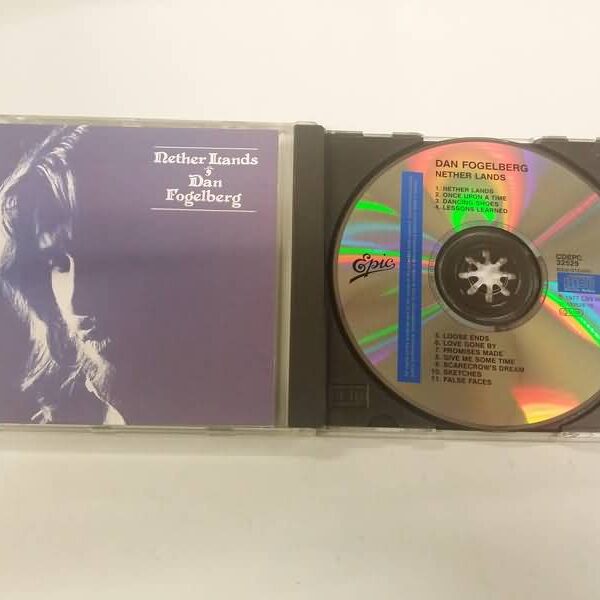 Nether Lands
Dan
Fogelberg
DAN FOGELBERG
NETHER LANDS
1. NETHER LANDS
2. ONCE UPON A TIME
3. DANCING SHOES
4. LESSONS LEARNED
Epic
CDEPC
32529
5. LOOSE ENDS
6. LOVE GONE BY
7. PROMISES MADE
8. GIVE ME SOME TIME
9. SCARECROW'S DREAM
10. SKETCHES
11. FALSE FACES